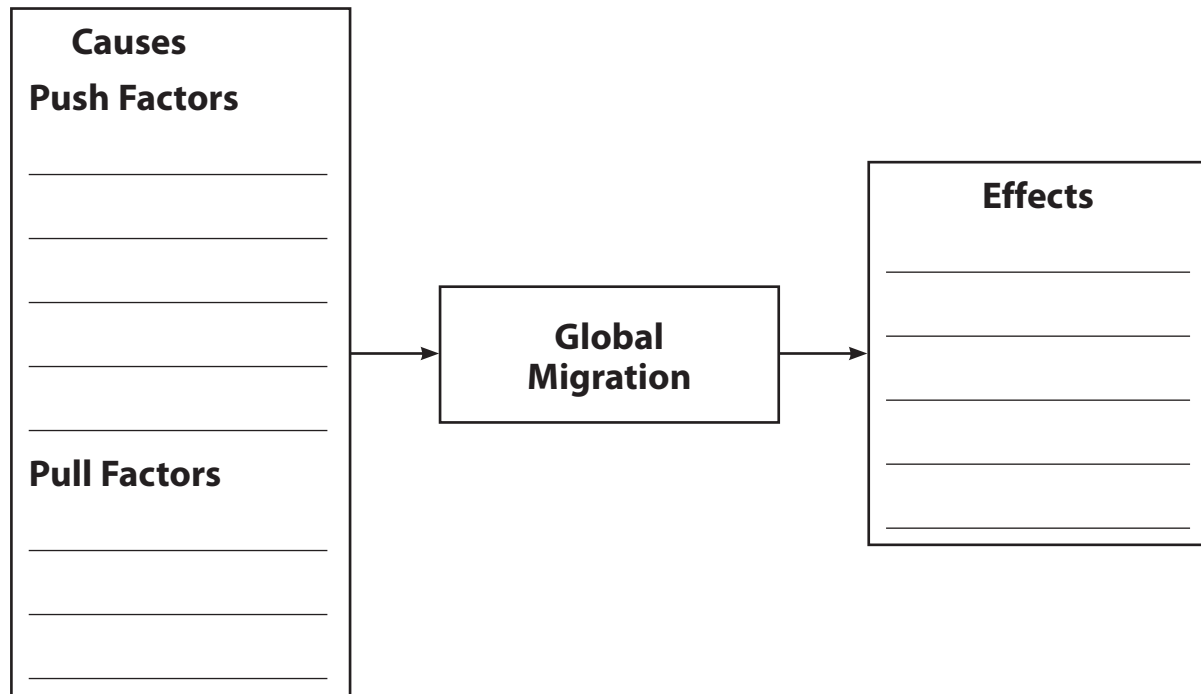 Causes
Push Factors
Pull Factors
Global
Migration
Effects